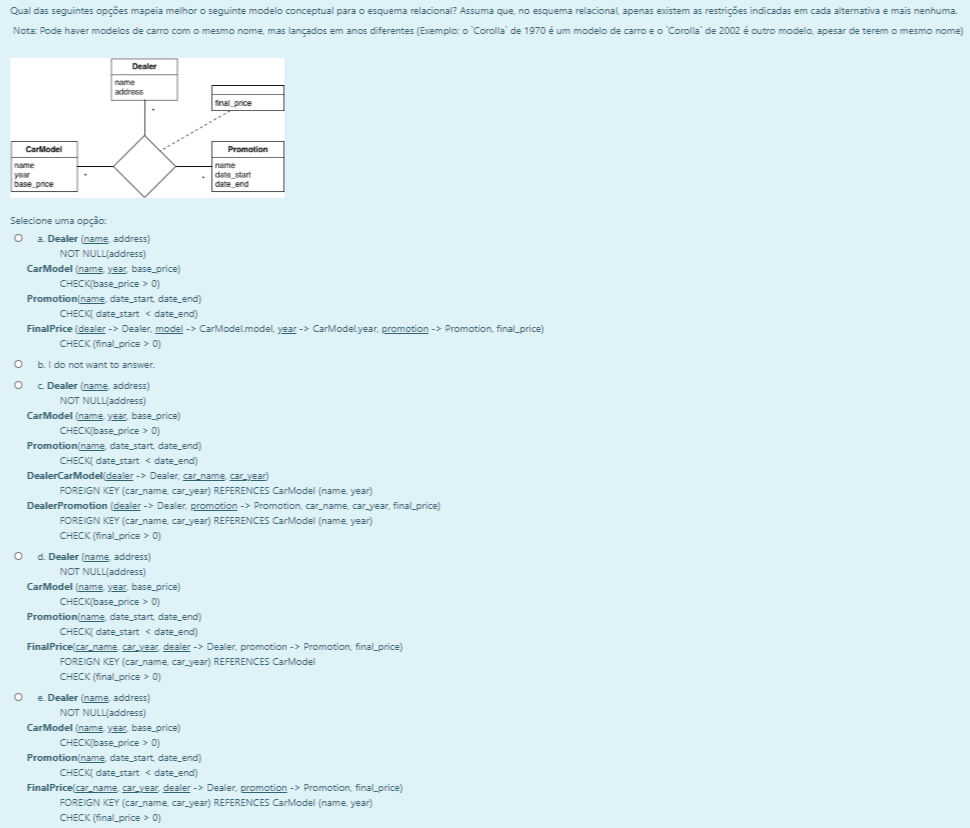 Qual das seguintes opções mapeia melhor o seguinte modelo conceptual para o esquema relacional? Assuma que, no esquema relacional, apenas existem as restrições indicadas em cada alternativa e mais nenhuma.
Nota: Pode haver modelos de carro com o mesmo nome, mas lançados em anos diferentes (Exemplo: o `Corolla` de 1970 é um modelo de carro e o `Corolla` de 2002 é outro modelo, apesar de terem o mesmo nome)
Dealer
name
address
*
final_price
CarModel
name
year
base_price
*
Promotion
name
date_start
date_end
*
Selecione uma opção:
a. Dealer (name, address)
NOT NULL(address)
CarModel (name, year, base_price)
CHECK(base_price > 0)
Promotion(name, date_start, date_end)
CHECK( date_start < date_end)
FinalPrice (dealer -> Dealer, model -> CarModel.model, year -> CarModel.year, promotion -> Promotion, final_price)
CHECK (final_price > 0)
b. I do not want to answer.
c. Dealer (name, address)
NOT NULL(address)
CarModel (name, year, base_price)
CHECK(base_price > 0)
Promotion(name, date_start, date_end)
CHECK( date_start < date_end)
DealerCarModel(dealer -> Dealer, car_name, car_year)
FOREIGN KEY (car_name, car_year) REFERENCES CarModel (name, year)
DealerPromotion (dealer -> Dealer, promotion -> Promotion, car_name, car_year, final_price)
FOREIGN KEY (car_name, car_year) REFERENCES CarModel (name, year)
CHECK (final_price > 0)
d. Dealer (name, address)
NOT NULL(address)
CarModel (name, year, base_price)
CHECK(base_price > 0)
Promotion(name, date_start, date_end)
CHECK( date_start < date_end)
FinalPrice(car_name, car_year, dealer -> Dealer, promotion -> Promotion, final_price)
FOREIGN KEY (car_name, car_year) REFERENCES CarModel
CHECK (final_price > 0)
e. Dealer (name, address)
NOT NULL(address)
CarModel (name, year, base_price)
CHECK(base_price > 0)
Promotion(name, date_start, date_end)
CHECK( date_start < date_end)
FinalPrice(car_name, car_year, dealer -> Dealer, promotion -> Promotion, final_price)
FOREIGN KEY (car_name, car_year) REFERENCES CarModel (name, year)
CHECK (final_price > 0)